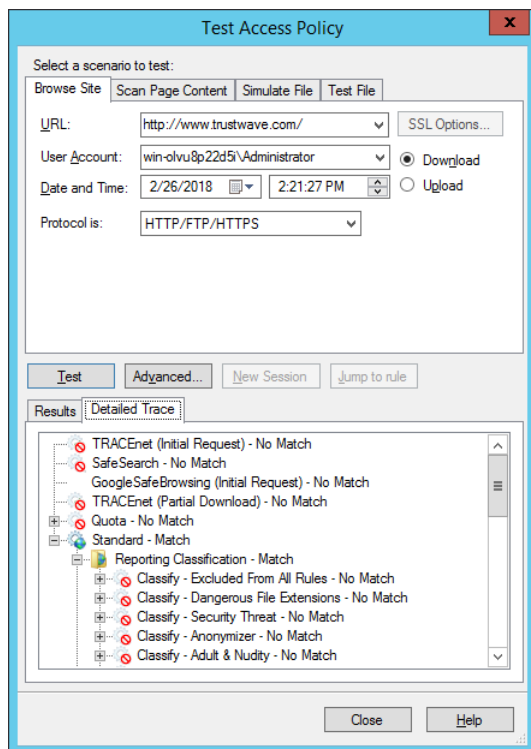 Test Access Policy
x
Select a scenario to test:
Browse Site Scan Page Content Simulate File Test File
URL: http://www.trustwave.com/ SSL Options...
User Account: win-olvu8p22d5i\Administrator Download
Date and Time: 2/26/2018 2:21:27 PM Upload
Protocol is: HTTP/FTP/HTTPS
Test Advanced... New Session Jump to rule
Results Detailed Trace
TRACEnet (Initial Request) - No Match
SafeSearch - No Match
GoogleSafeBrowsing (Initial Request) - No Match
TRACEnet (Partial Download) - No Match
Quota - No Match
Standard - Match
Reporting Classification - Match
Classify - Excluded From All Rules - No Match
Classify - Dangerous File Extensions - No Match
Classify - Security Threat - No Match
Classify - Anonymizer - No Match
Classify - Adult & Nudity - No Match
Close Help